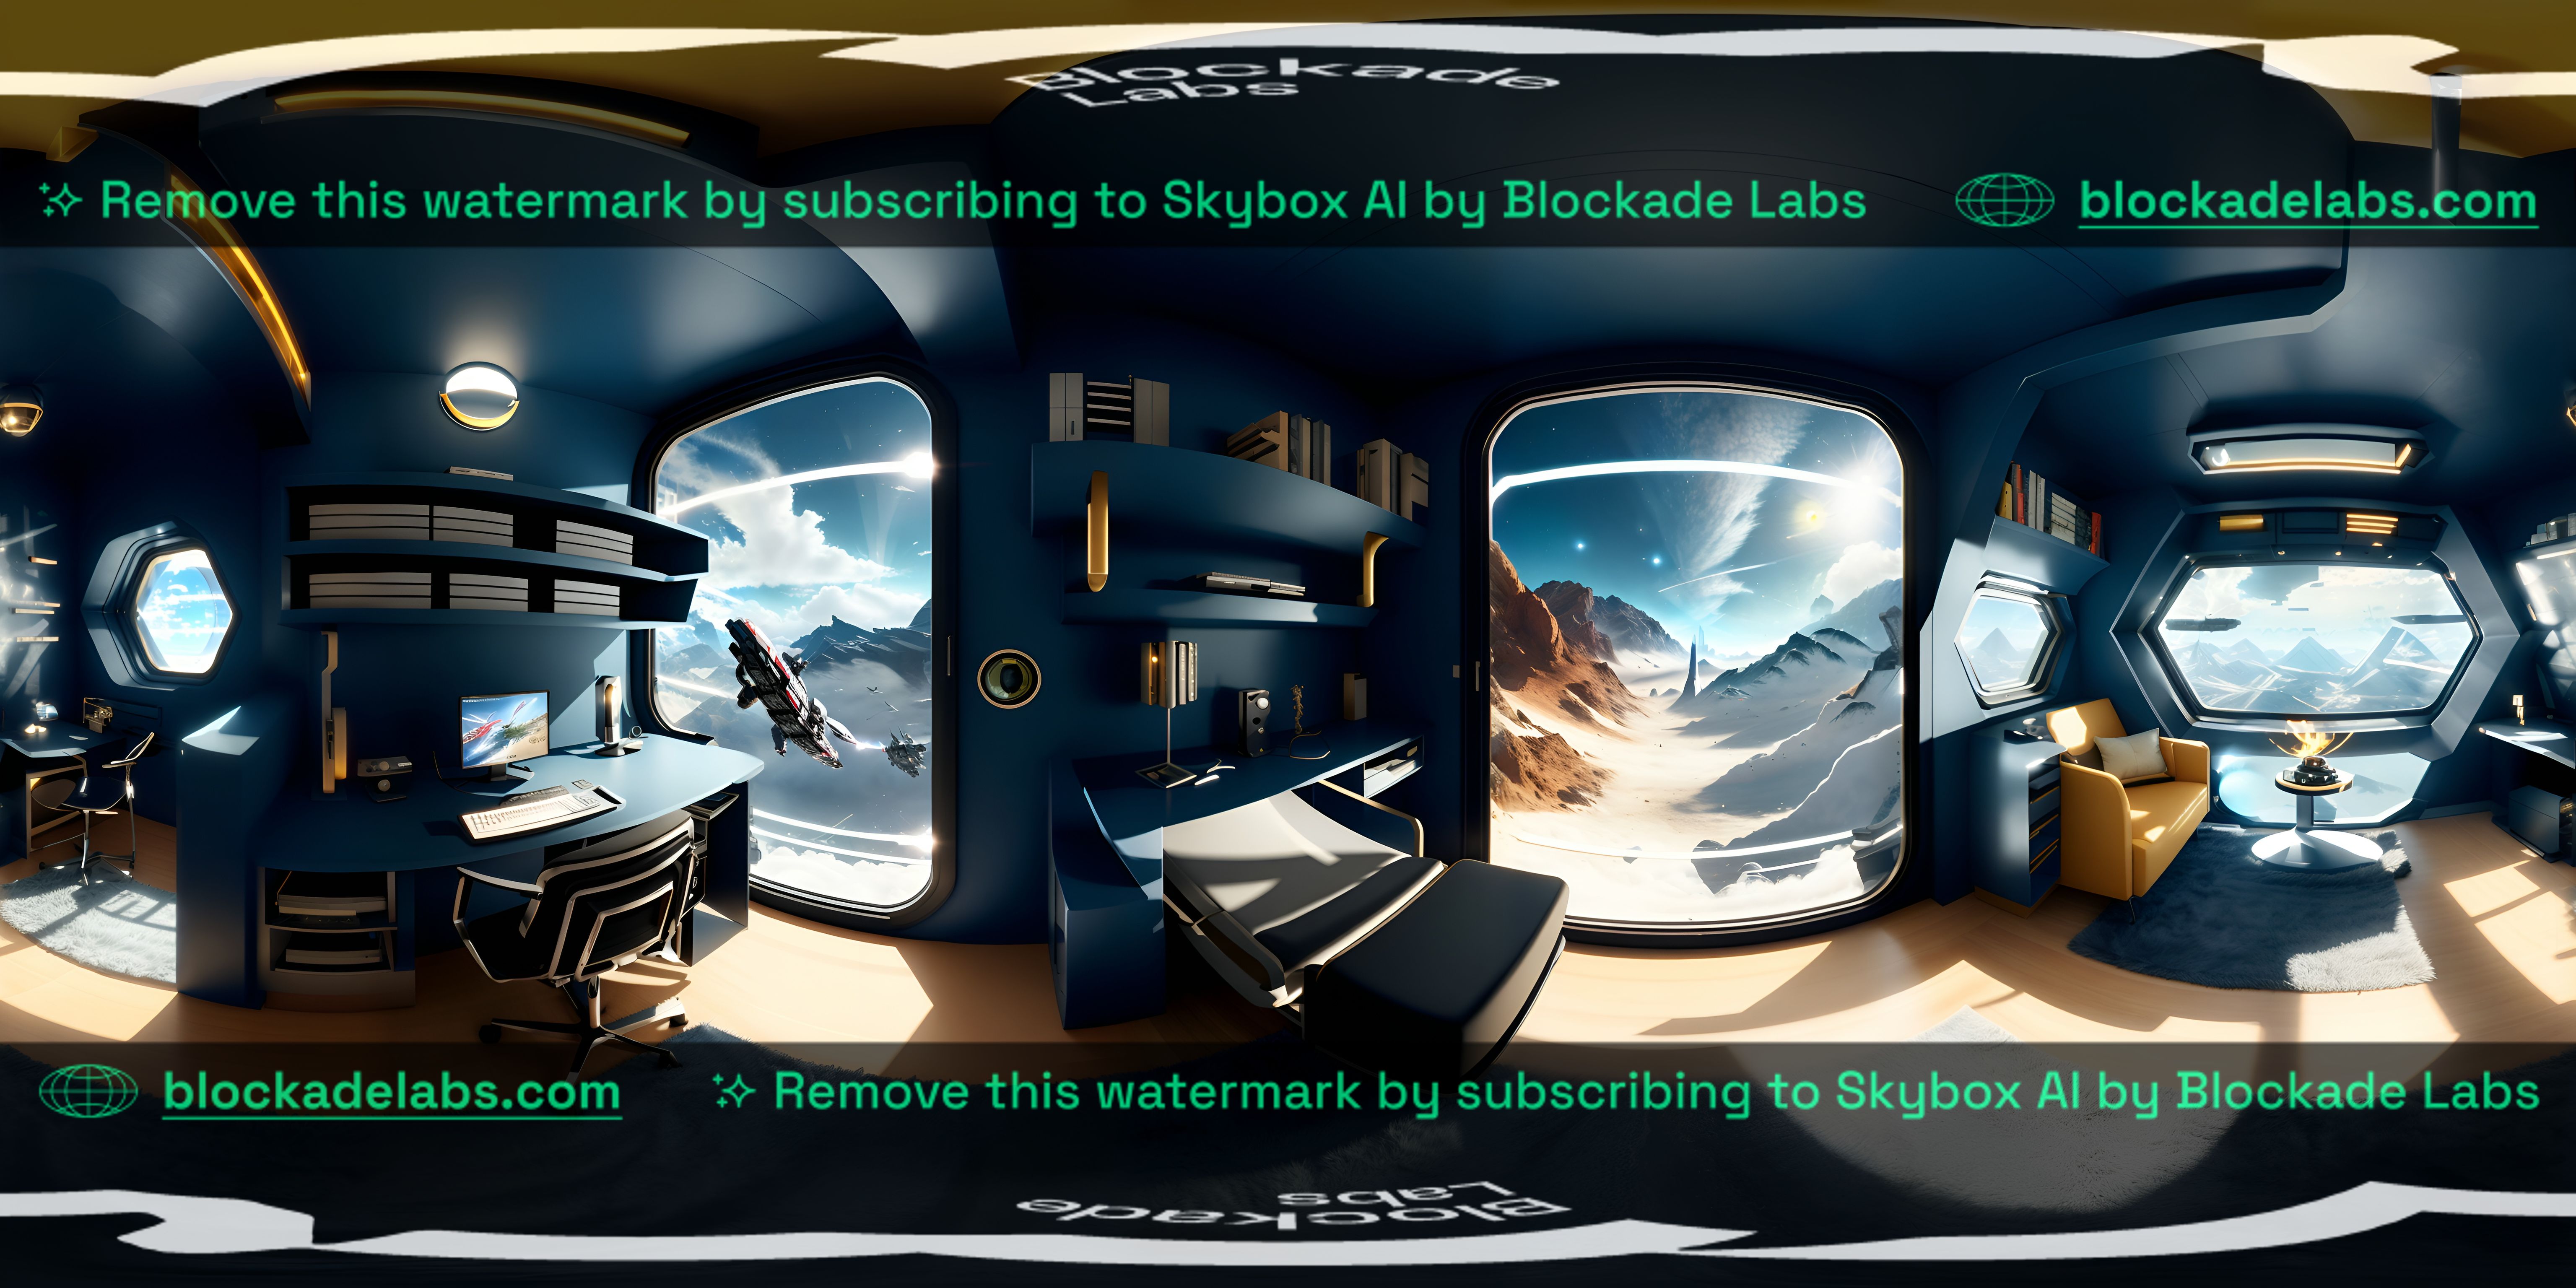 Blockade
Labs
Remove this watermark by subscribing to Skybox AI by Blockade Labs
blockadelabs.com
blockadelabs.com
Remove this watermark by subscribing to Skybox AI by Blockade Labs
Labs
Blockade